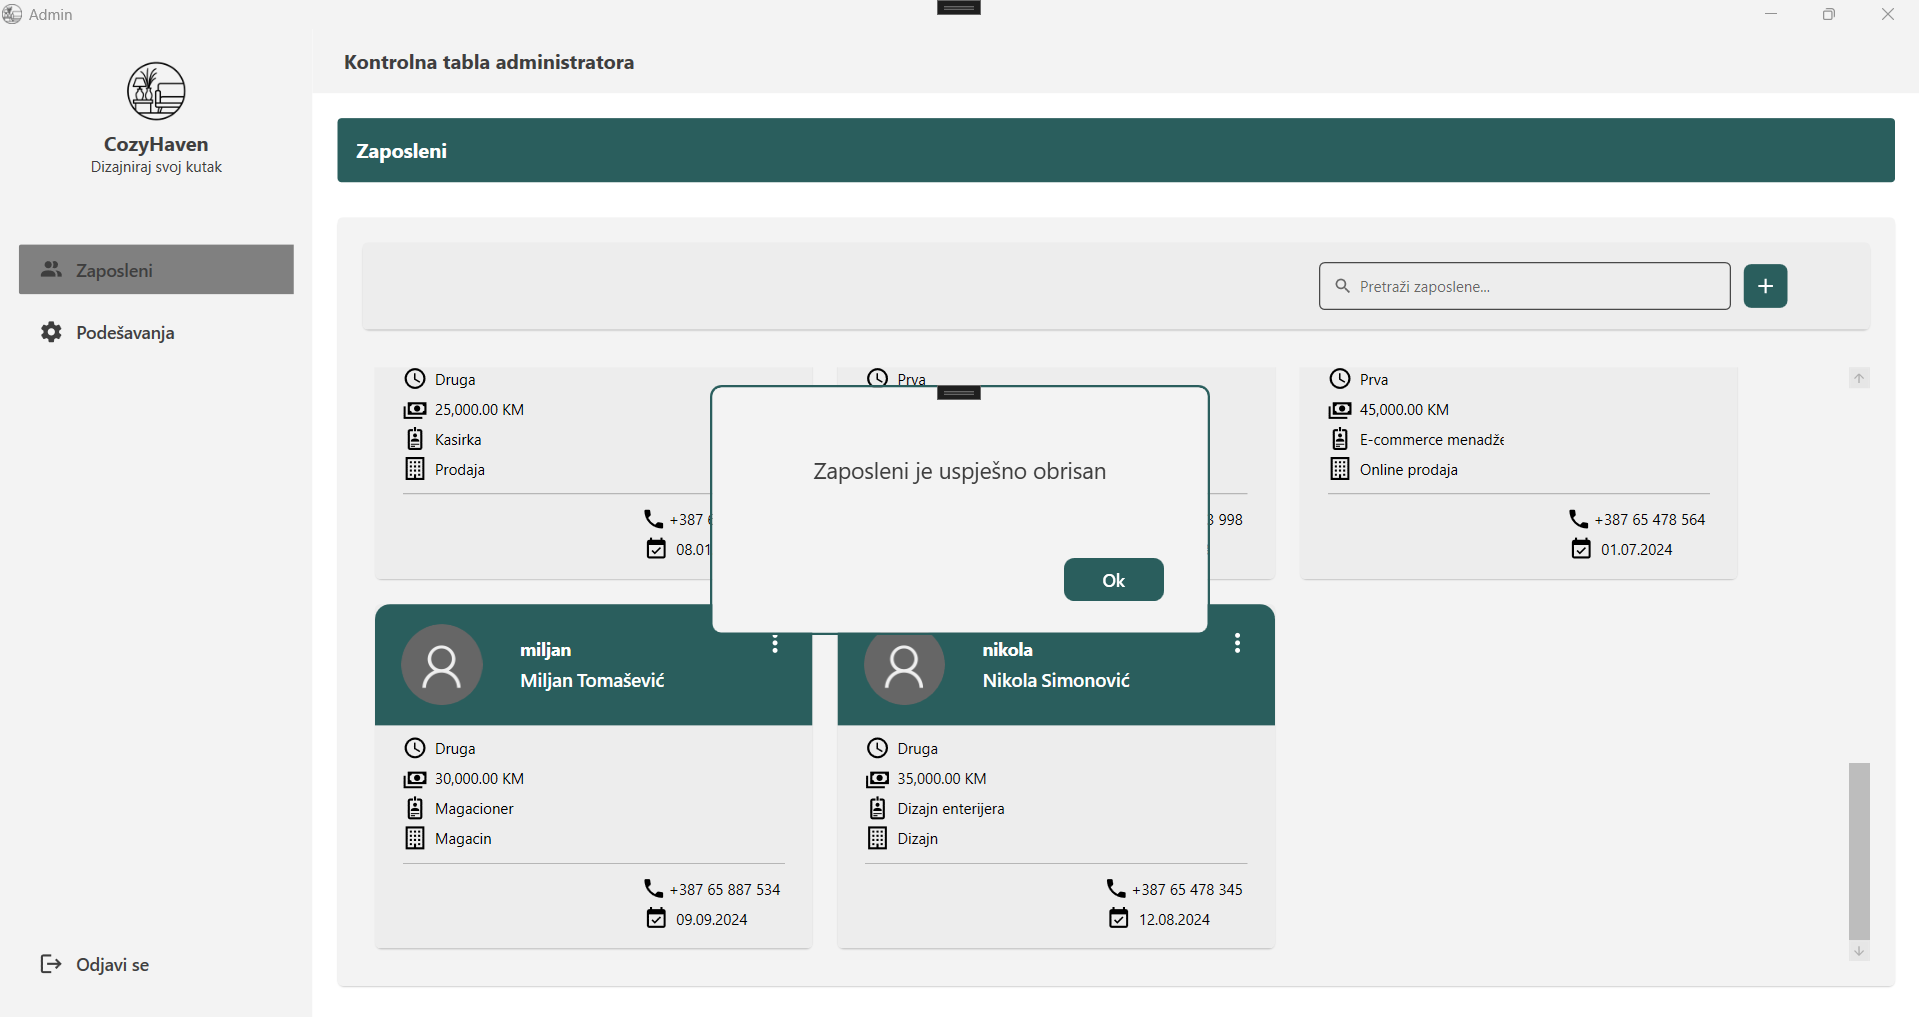 Admin
Kontrolna tabla administratora
CozyHaven
Dizajniraj svoj kutak
Zaposleni
Podešavanja
Odjavi se
Zaposleni
Pretraži zaposlene...
+
Druga
25,000.00 KM
Kasirka
Prodaja
+387
08.01
Prva
998
Prva
45,000.00 KM
E-commerce menadže
Online prodaja
+387 65 478 564
01.07.2024
Zaposleni je uspješno obrisan
Ok
miljan
Miljan Tomašević
Druga
30,000.00 KM
Magacioner
Magacin
+387 65 887 534
09.09.2024
nikola
Nikola Simonović
Druga
35,000.00 KM
Dizajn enterijera
Dizajn
+387 65 478 345
12.08.2024